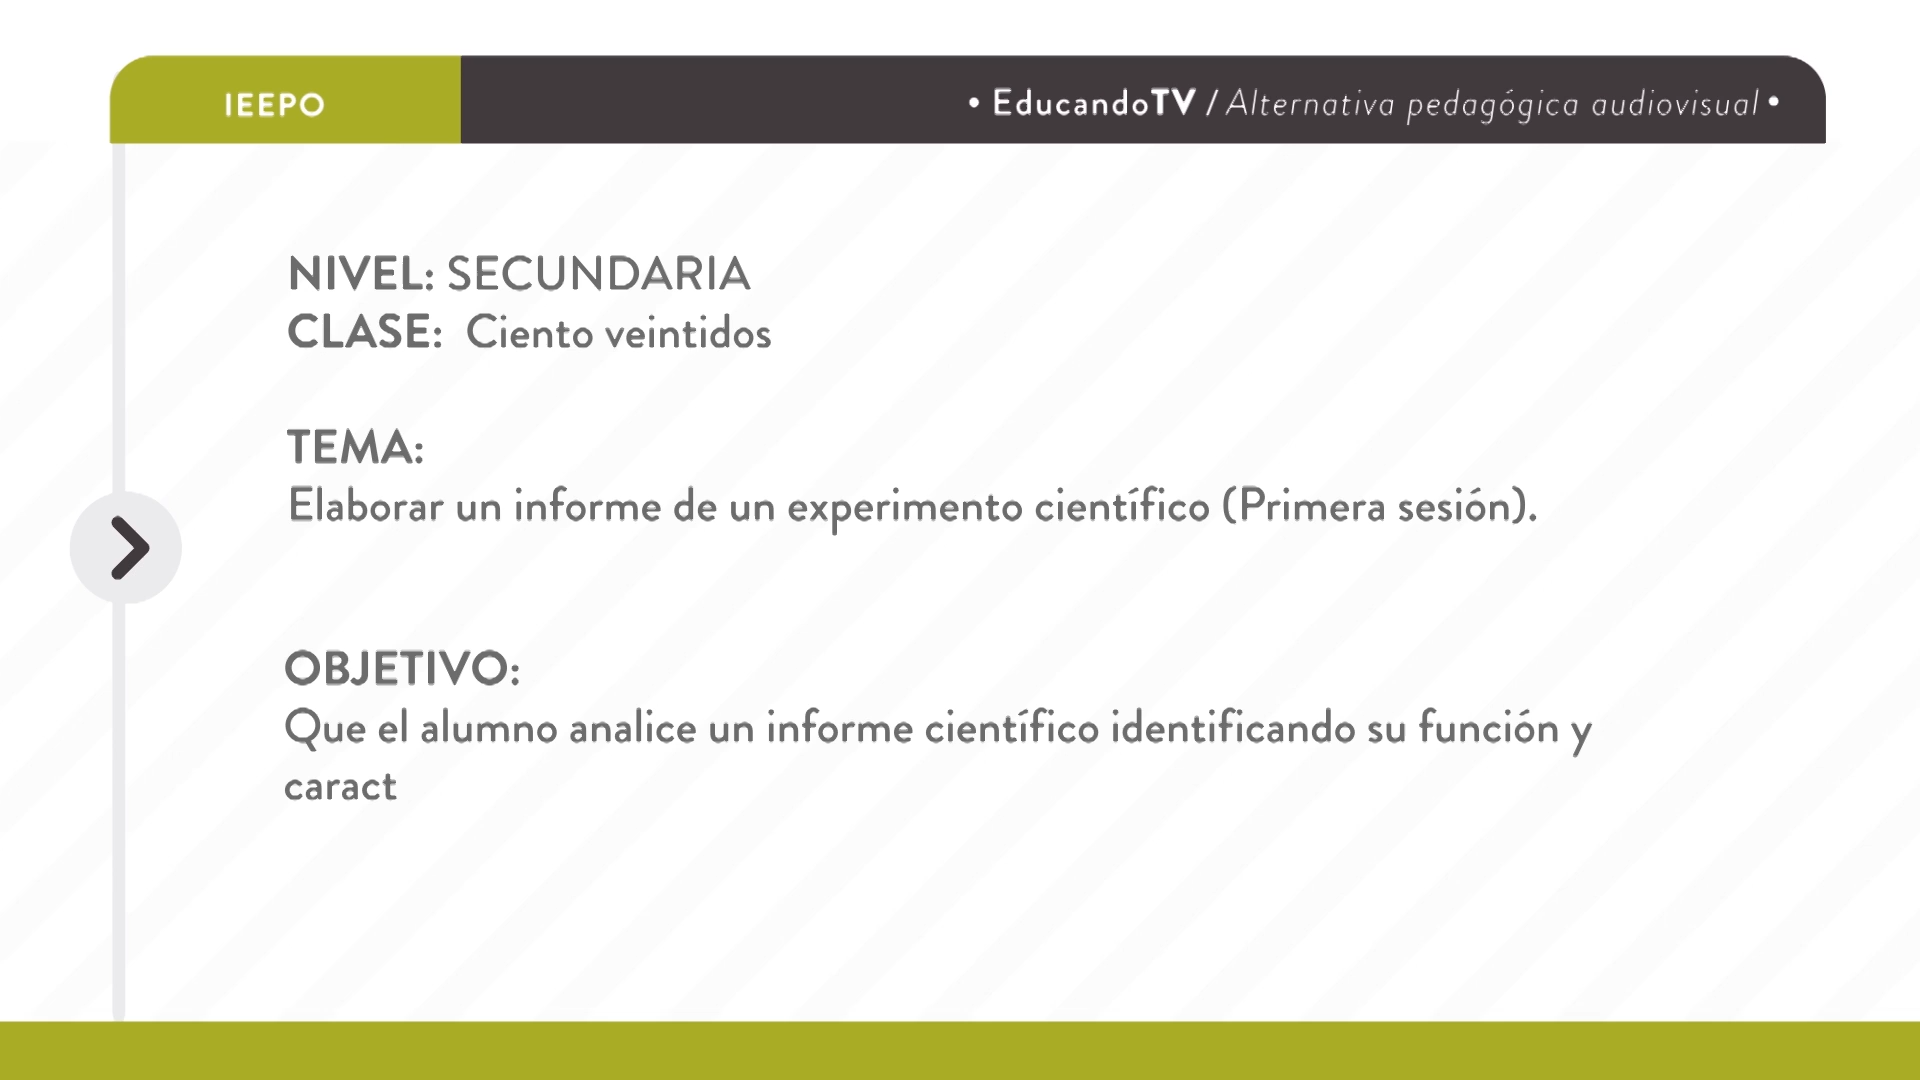 IEEPO
• EducandoTV / Alternativa pedagógica audiovisual •
NIVEL: SECUNDARIA
CLASE: Ciento veintidos
TEMA:
Elaborar un informe de un experimento científico (Primera sesión).
OBJETIVO:
Que el alumno analice un informe científico identificando su función y
caract